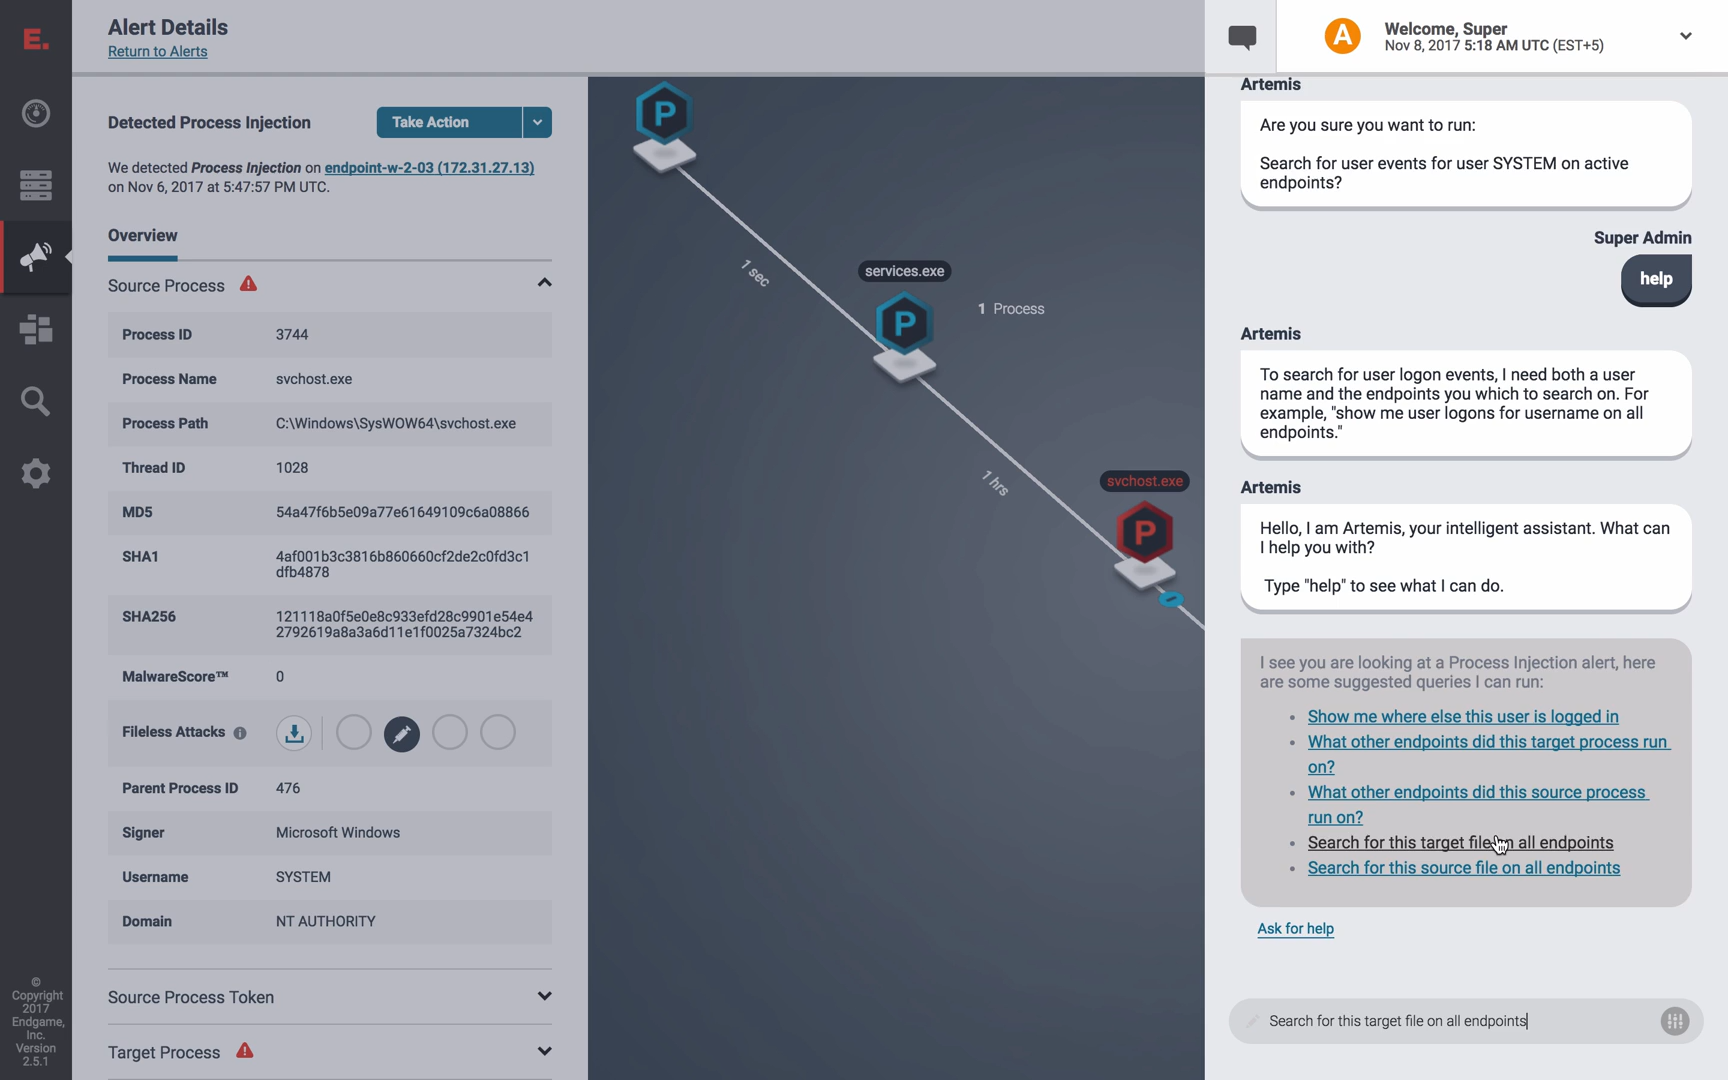 E.
Alert Details
Return to Alerts
Welcome, Super
Nov 8, 2017 5:18 AM UTC (EST+5)
A
Detected Process Injection
Take Action
We detected Process Injection on endpoint-w-2-03 (172.31.27.13)
on Nov 6, 2017 at 5:47:57 PM UTC.
Overview
Source Process
Process ID 3744
Process Name svchost.exe
Process Path C:\Windows\SysWOW64\svchost.exe
Thread ID 1028
MD5 54a47f6b5e09a77e61649109c6a08866
SHA1 4af001b3c3816b860660cf2de2c0fd3c1
dfb4878
SHA256 121118a0f5e0e8c933efd28c9901e54e4
2792619a8a3a6d11e1f0025a7324bc2
MalwareScore™ 0
Fileless Attacks
Parent Process ID 476
Signer Microsoft Windows
Username SYSTEM
Domain NT AUTHORITY
Source Process Token
Target Process
©
Copyright
2017
Endgame,
Inc.
Version
2.5.1
P
1 sec
services.exe
P
1 Process
1 hrs
svchost.exe
P
Artemis
Are you sure you want to run:
Search for user events for user SYSTEM on active
endpoints?
Super Admin
help
Artemis
To search for user logon events, I need both a user
name and the endpoints you which to search on. For
example, "show me user logons for username on all
endpoints."
Artemis
Hello, I am Artemis, your intelligent assistant. What can
I help you with?
Type "help" to see what I can do.
I see you are looking at a Process Injection alert, here
are some suggested queries I can run:
• Show me where else this user is logged in
• What other endpoints did this target process run
on?
• What other endpoints did this source process
run on?
• Search for this target file on all endpoints
• Search for this source file on all endpoints
Ask for help
Search for this target file on all endpoints